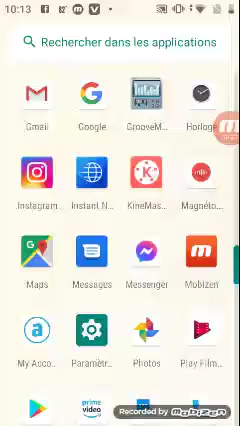 10:13
Rechercher dans les applications
Gmail Google GrooveM... Horloge
Instagram... Instant N... KineMas... Magnéto...
Maps Messages Messenger Mobizen
My Acco... Paramètr... Photos Play Film...
prime video
Recorded by MOBIZEN